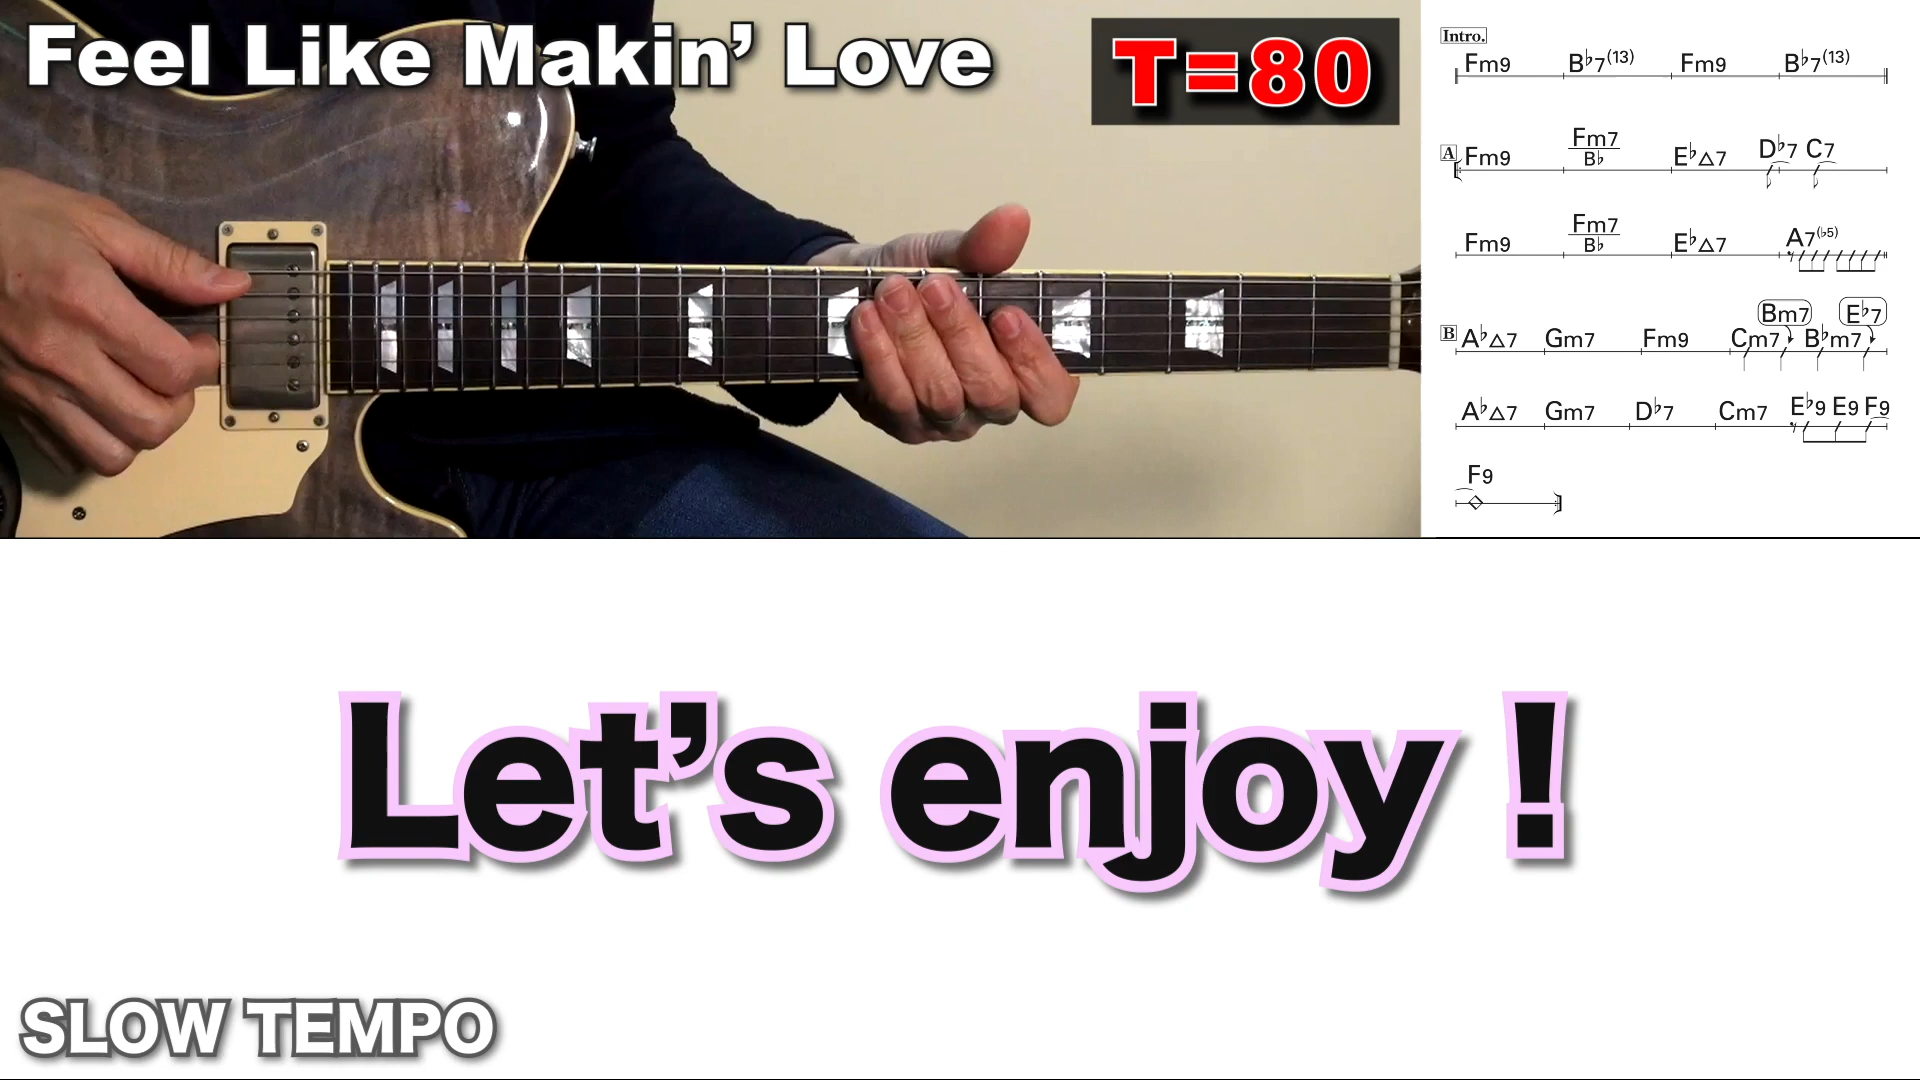 Feel Like Makin’ Love
T=80
Intro.
Fm9 B♭7(13) Fm9 B♭7(13)
A Fm9 Fm7/B♭ E♭△7 D♭7 C7
Fm9 Fm7/B♭ E♭△7 A7(♭5)
Bm7 E♭7
B A♭△7 Gm7 Fm9 Cm7 B♭m7
A♭△7 Gm7 D♭7 Cm7 E♭9 E9 F9
F9
Let’s enjoy !
SLOW TEMPO